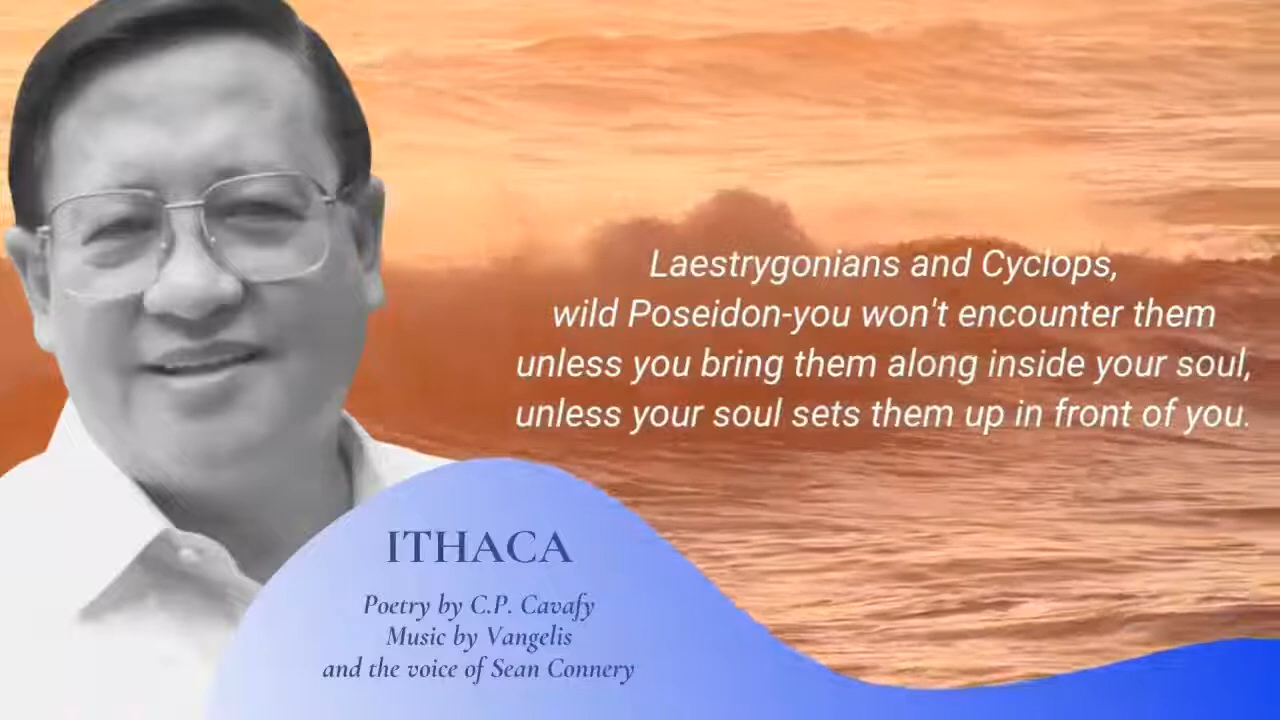 Laestrygonians and Cyclops,
wild Poseidon-you won't encounter them
unless you bring them along inside your soul,
unless your soul sets them up in front of you.
ITHACA
Poetry by C.P. Cavafy
Music by Vangelis
and the voice of Sean Connery